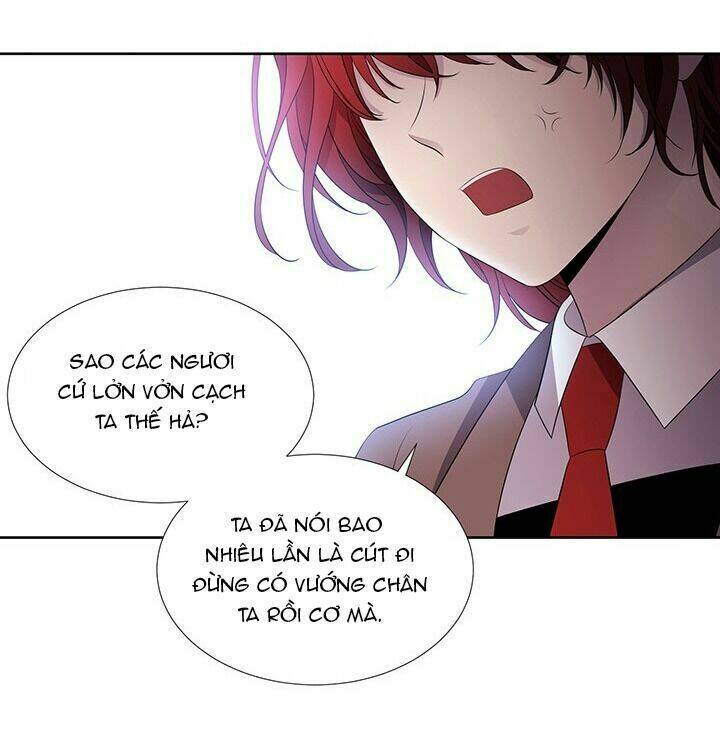 SAO CÁC NGƯƠI
CỨ LỞN VỞN CẠCH
TA THẾ HẢ?
TA ĐÃ NÓI BAO
NHIÊU LẦN LÀ CÚT ĐI
ĐỪNG CÓ VƯỚNG CHÂN
TA RỒI CƠ MÀ.